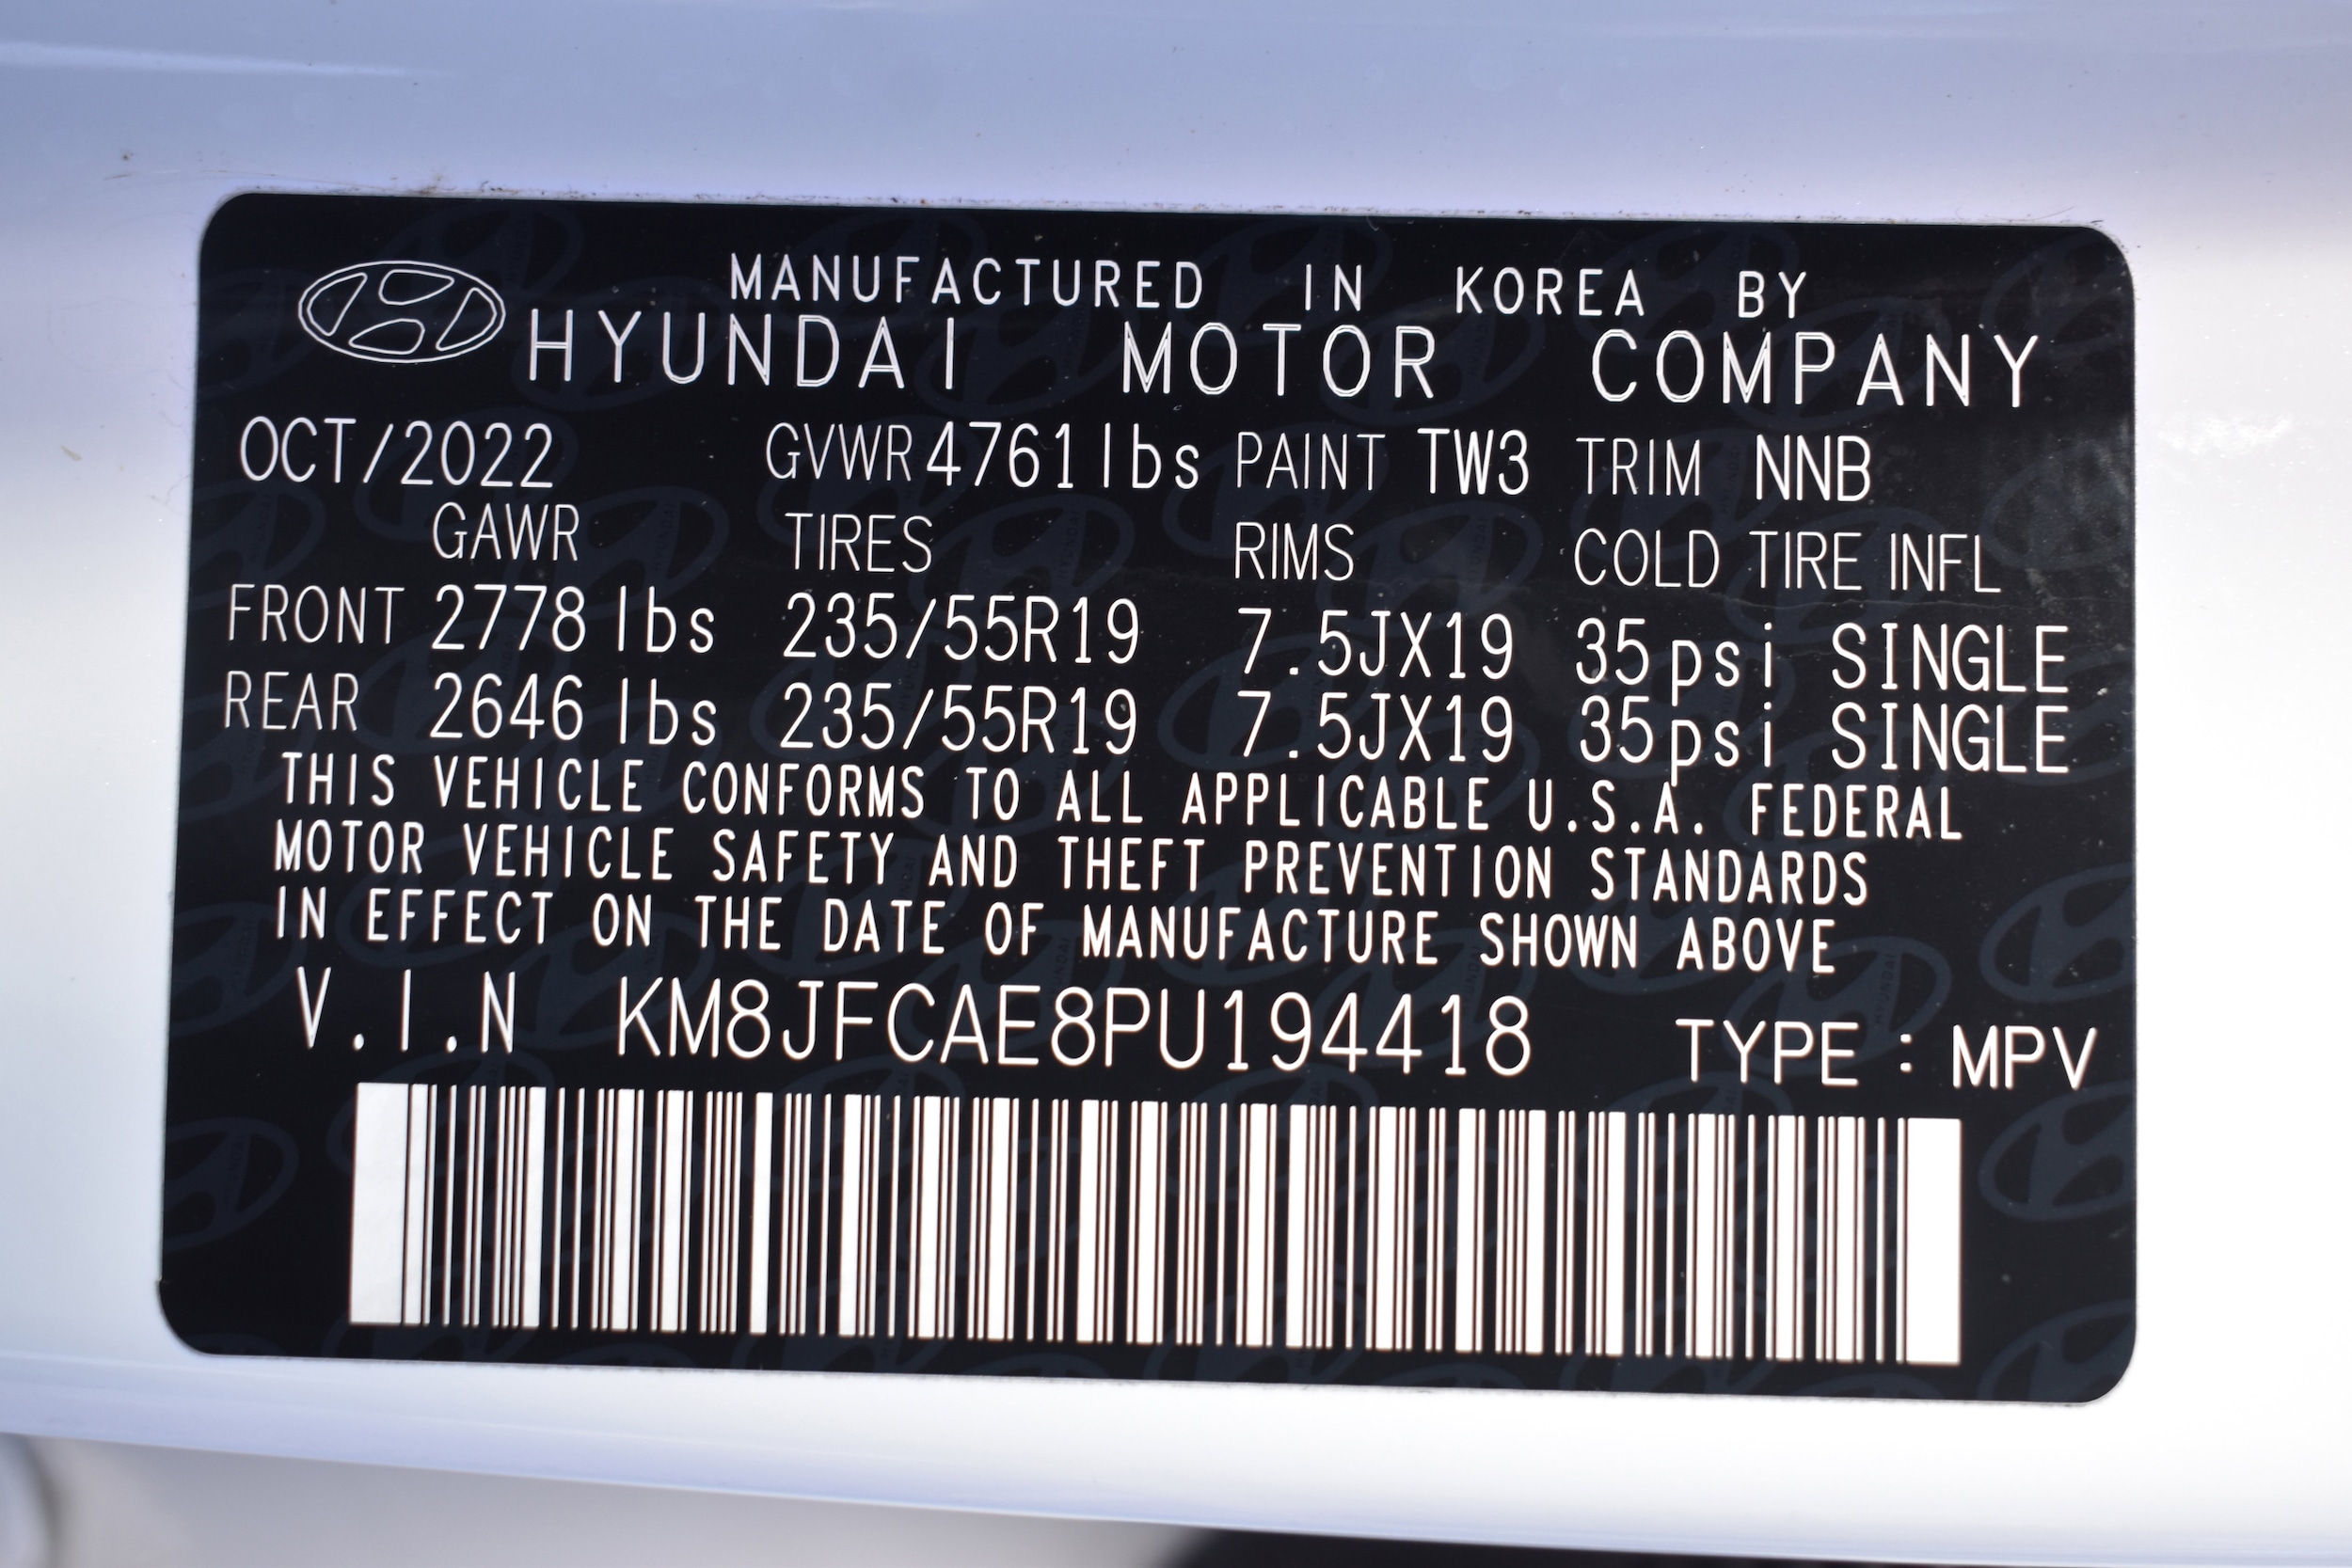 MANUFACTURED IN KOREA BY
HYUNDAI MOTOR COMPANY
OCT/2022 GVWR 4761 lbs PAINT TW3 TRIM NNB
GAWR TIRES RIMS COLD TIRE INFL
FRONT 2778 lbs 235/55R19 7.5JX19 35psi SINGLE
REAR 2646 lbs 235/55R19 7.5JX19 35psi SINGLE
THIS VEHICLE CONFORMS TO ALL APPLICABLE U.S.A. FEDERAL
MOTOR VEHICLE SAFETY AND THEFT PREVENTION STANDARDS
IN EFFECT ON THE DATE OF MANUFACTURE SHOWN ABOVE
V.I.N KM8JFCAE8PU194418 TYPE : MPV